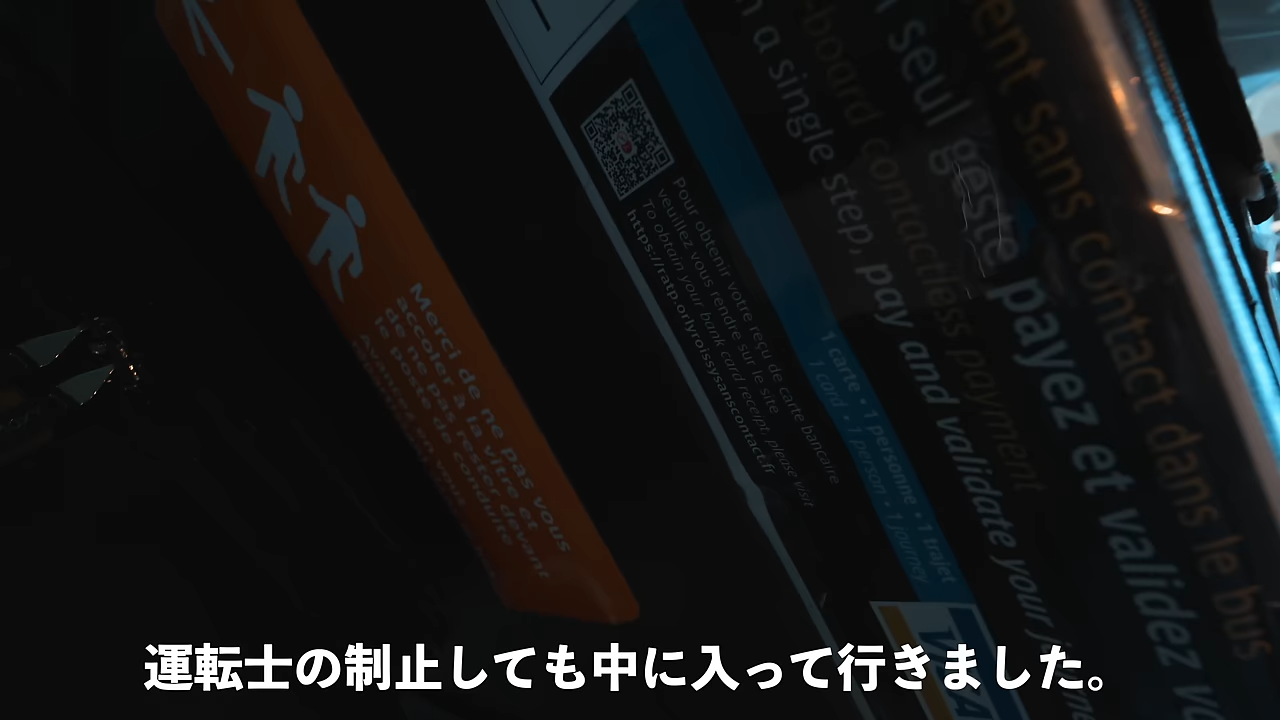 Merci de ne pas vous
accoler à la vitre et
de ne pas rester devant
le poste de conduite
Pour obtenir votre reçu de carte bancaire
veuillez vous rendre sur le site
To obtain your bank card receipt, please visit
https://ratp.orlyroissysanscontact.fr
1 carte • 1 personne • 1 trajet
1 card • 1 person • 1 journey
ent sans contact dans le bus
seul geste payez et validez
-board contactless payment
n a single step, pay and validate your
運転士の制止しても中に入って行きました。